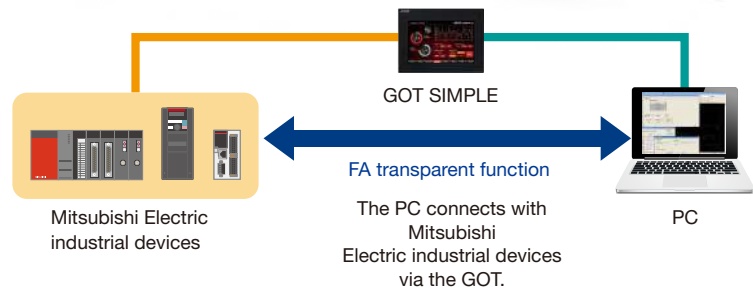 GOT SIMPLE
FA transparent function
Mitsubishi Electric
industrial devices
The PC connects with
Mitsubishi
Electric industrial devices
via the GOT.
PC